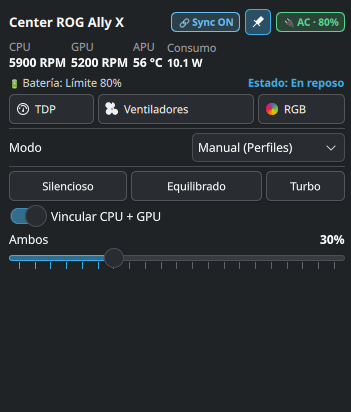 Center ROG Ally X
Sync ON
AC · 80%
CPU GPU APU Consumo
5900 RPM 5200 RPM 56 °C 10.1 W
Batería: Límite 80% Estado: En reposo
TDP Ventiladores RGB
Modo Manual (Perfiles)
Silencioso Equilibrado Turbo
Vincular CPU + GPU
Ambos 30%